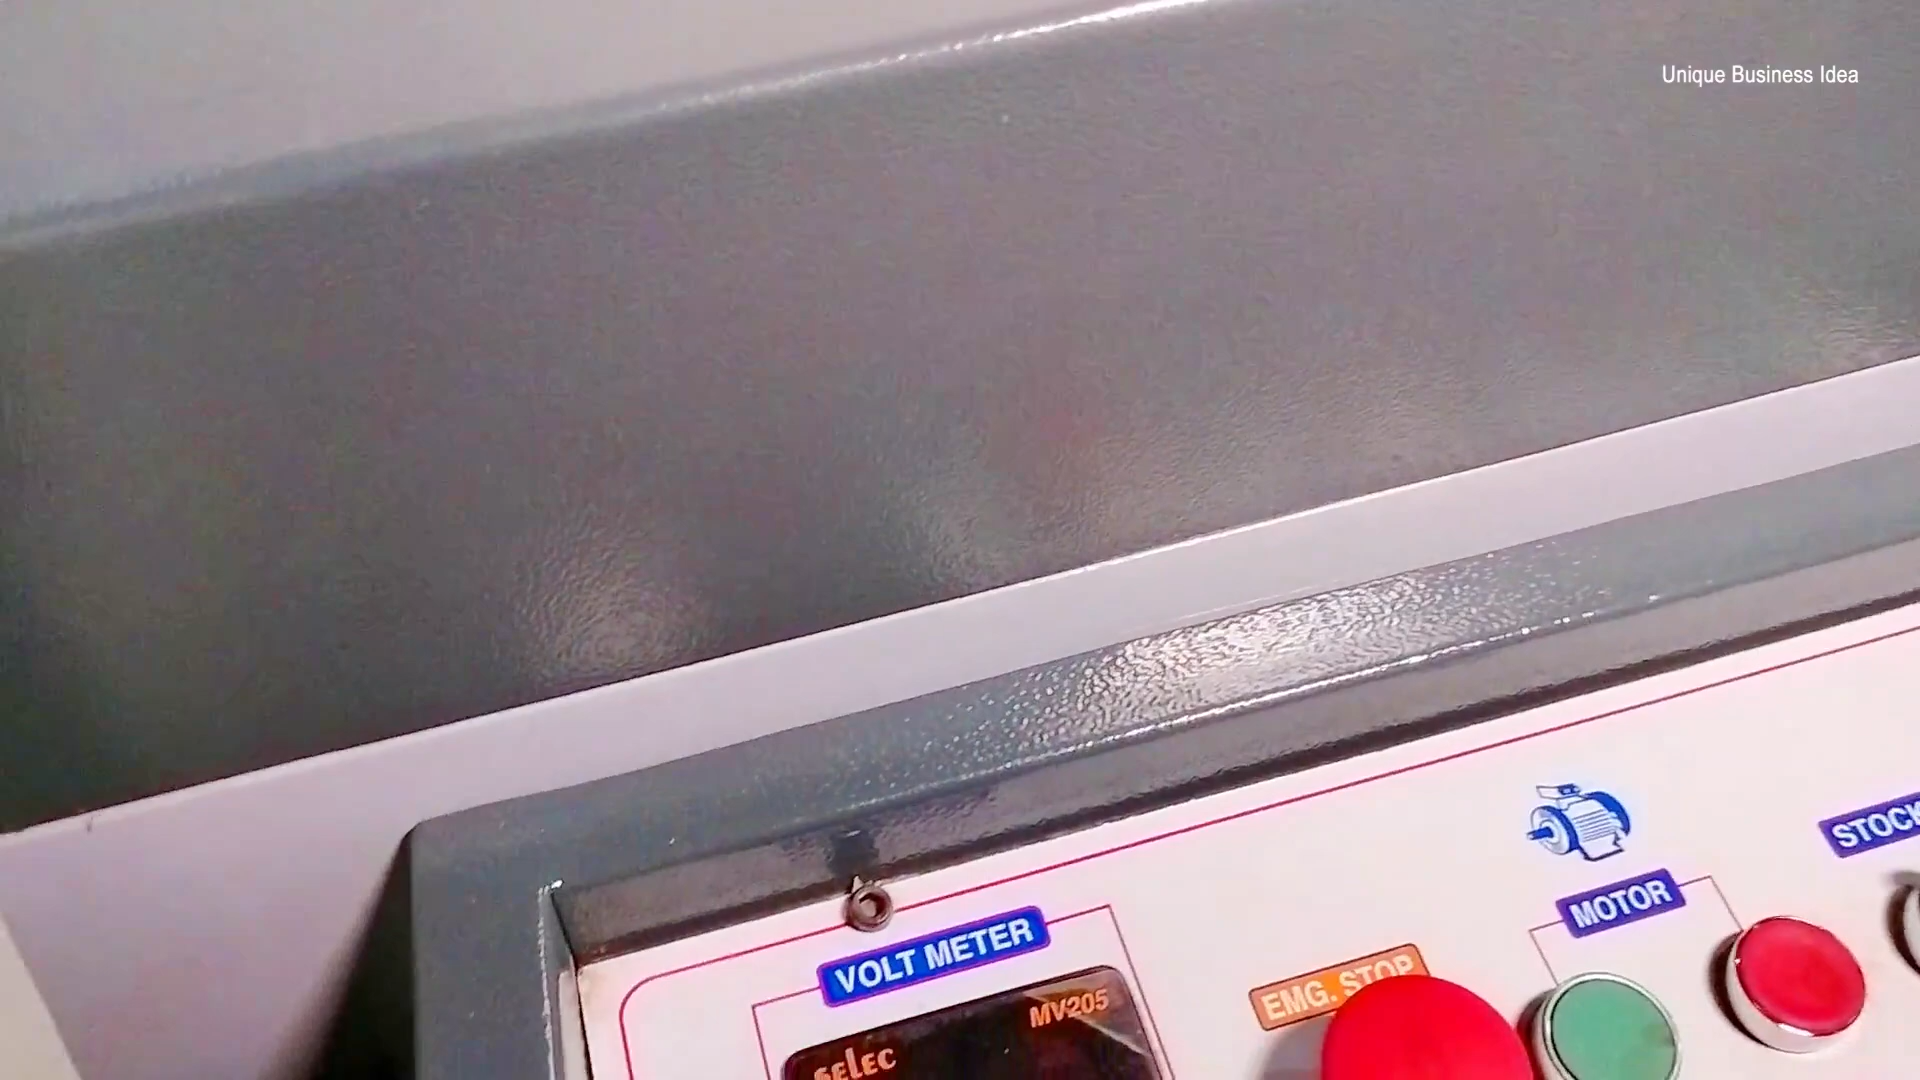 Unique Business Idea
STOCK
MOTOR
VOLT METER
EMG. STOP
MV205
SELEC